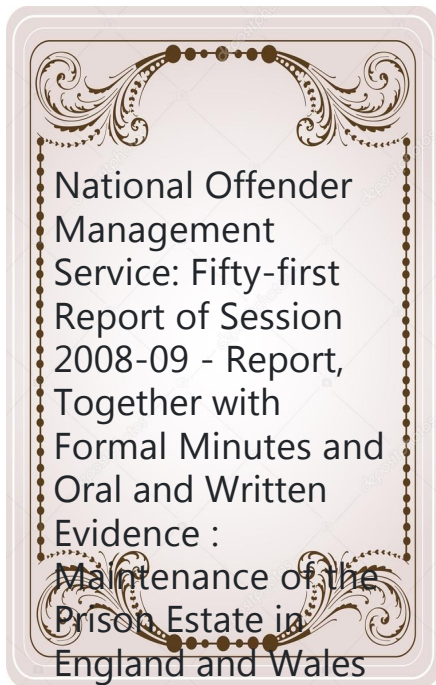 National Offender
Management
Service: Fifty-first
Report of Session
2008-09 - Report,
Together with
Formal Minutes and
Oral and Written
Evidence :
Maintenance of the
Prison Estate in
England and Wales